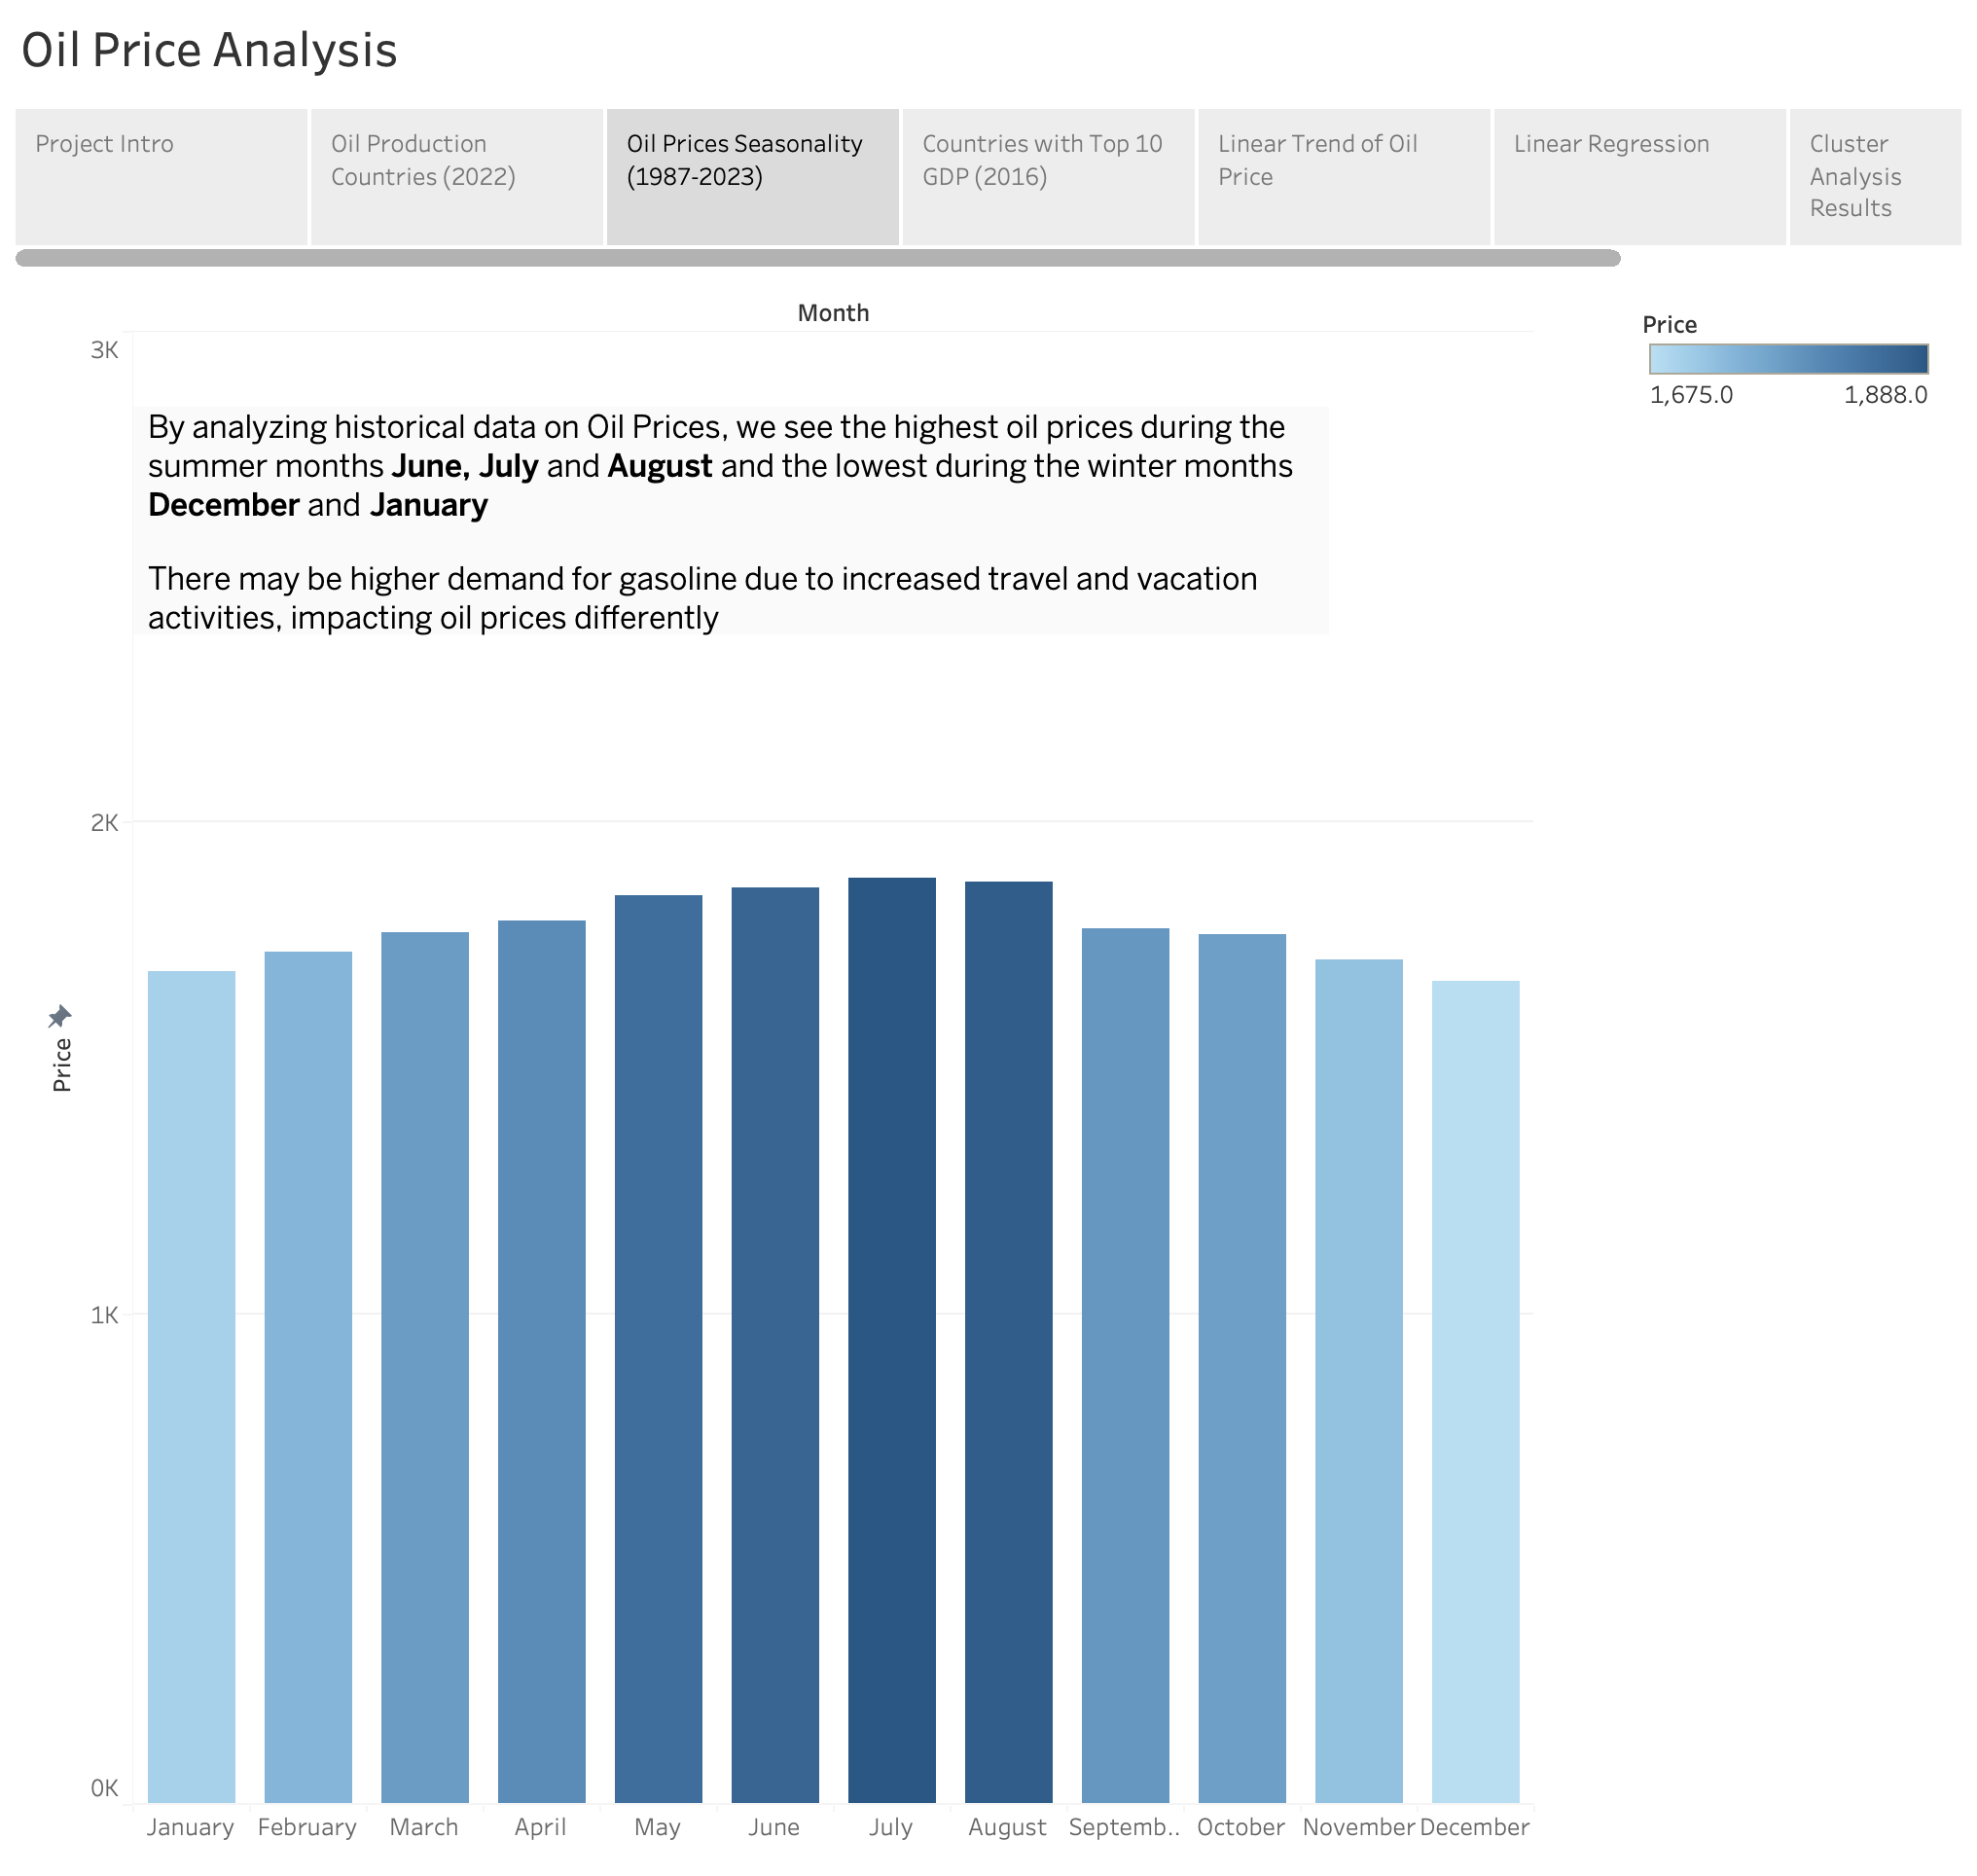 Oil Price Analysis
Project Intro
Oil Production
Countries (2022)
Oil Prices Seasonality
(1987-2023)
Countries with Top 10
GDP (2016)
Linear Trend of Oil
Price
Linear Regression
Cluster
Analysis
Results
Month
Price
1,675.0 1,888.0
3K
By analyzing historical data on Oil Prices, we see the highest oil prices during the
summer months June, July and August and the lowest during the winter months
December and January
There may be higher demand for gasoline due to increased travel and vacation
activities, impacting oil prices differently
2K
Price
1K
0K
January February March April May June July August Septemb.. October November December